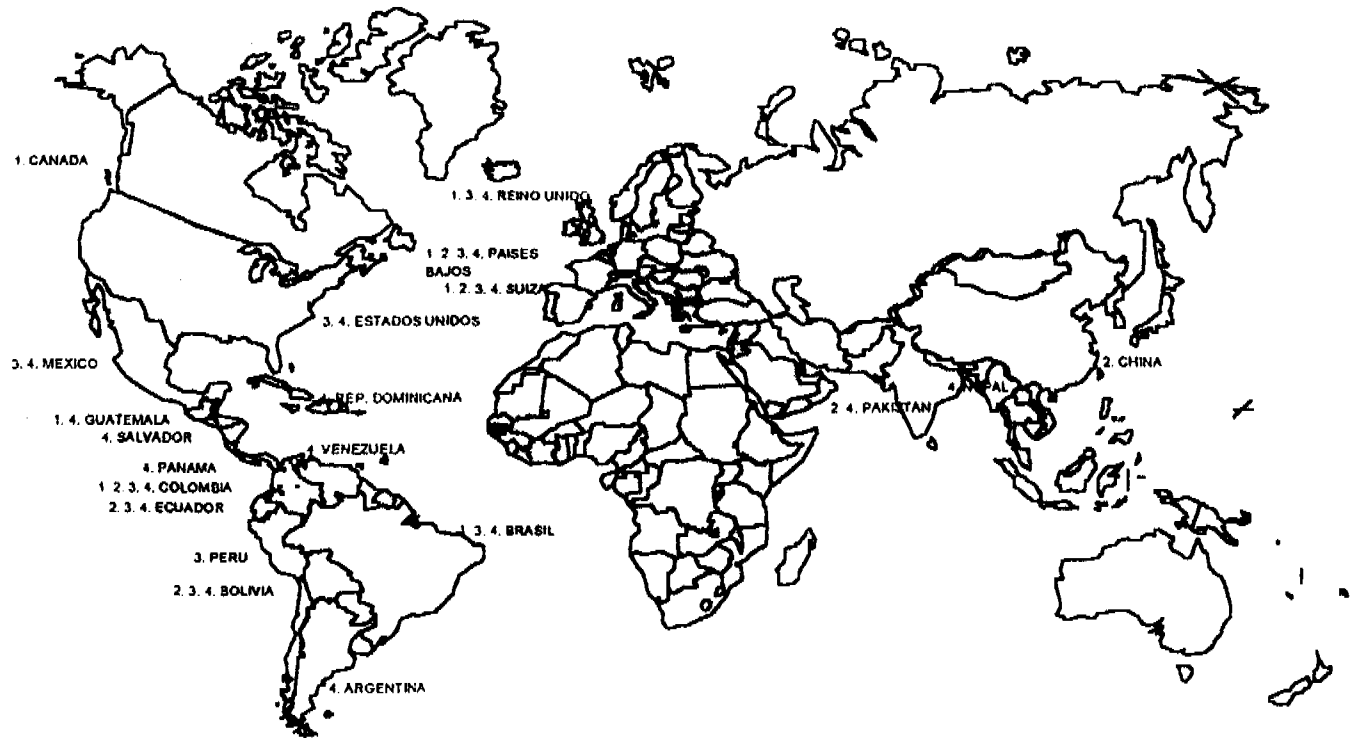 1. CANADA
1. 3. 4. REINO UNIDO
1 2 3. 4. PAISES
BAJOS
1. 2. 3. 4. SUIZA
3. 4. ESTADOS UNIDOS
3. 4. MEXICO
2. CHINA
4. NEPAL
4. REP. DOMINICANA
2 4. PAKISTAN
1. 4. GUATEMALA
4. SALVADOR
4. VENEZUELA
4. PANAMA
1 2. 3. 4. COLOMBIA
2. 3. 4. ECUADOR
1. 3. 4. BRASIL
3. PERU
2. 3. 4. BOLIVIA
4. ARGENTINA